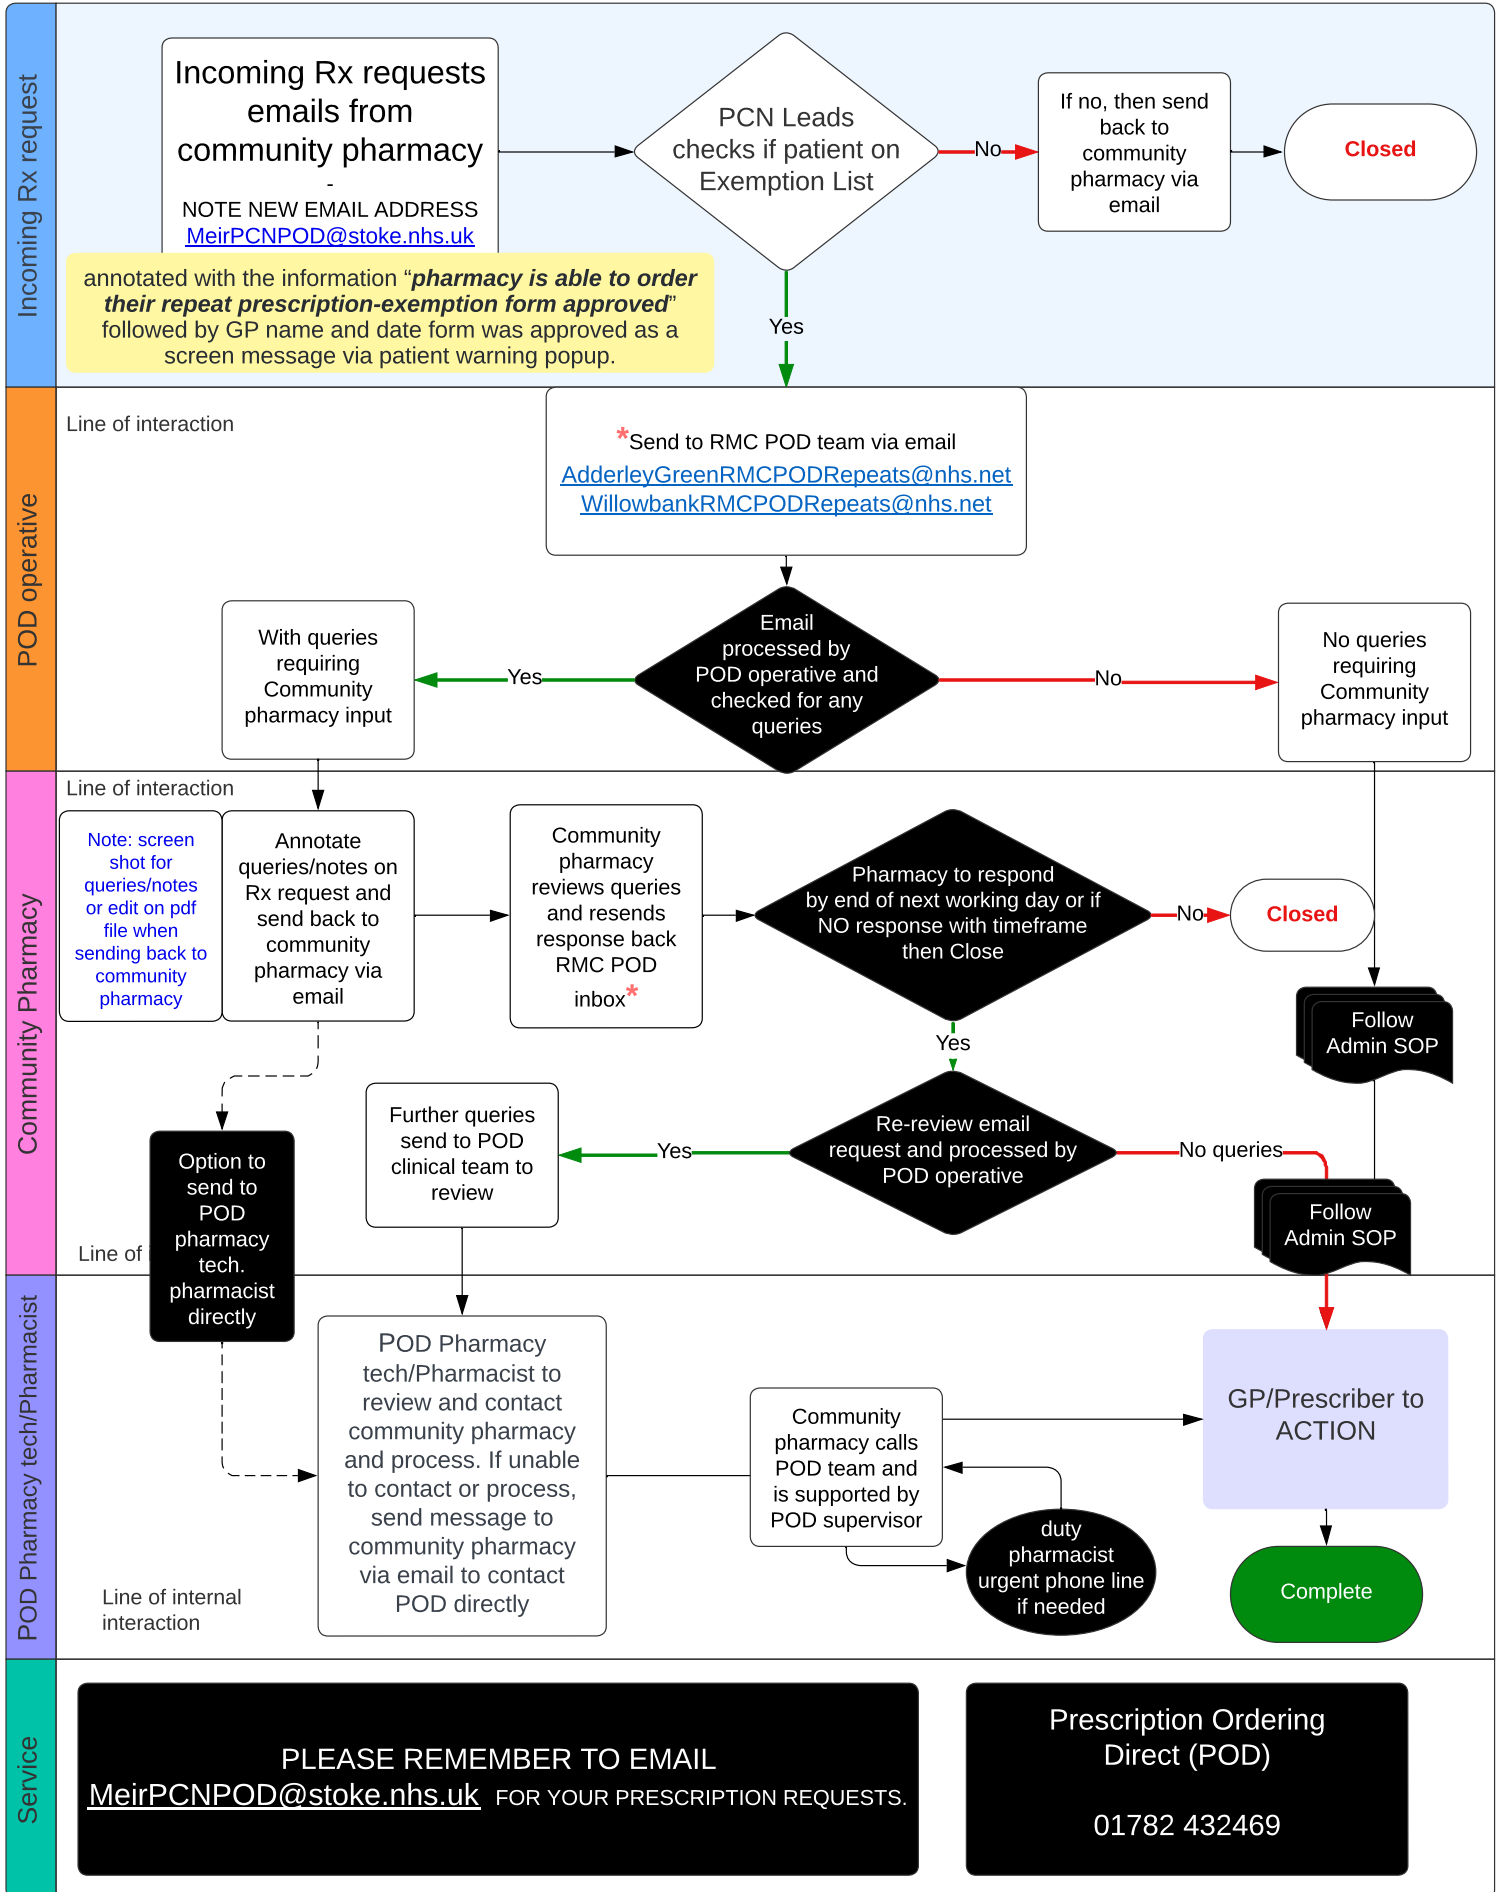 Incoming Rx request
Incoming Rx requests
emails from
community pharmacy
-
NOTE NEW EMAIL ADDRESS
MeirPCNPOD@stoke.nhs.uk
annotated with the information “pharmacy is able to order
their repeat prescription-exemption form approved”
followed by GP name and date form was approved as a
screen message via patient warning popup.
PCN Leads
checks if patient on
Exemption List
No
If no, then send
back to
community
pharmacy via
email
Closed
Yes
POD operative
Line of interaction
*Send to RMC POD team via email
AdderleyGreenRMCPODRepeats@nhs.net
WillowbankRMCPODRepeats@nhs.net
With queries
requiring
Community
pharmacy input
Yes
Email
processed by
POD operative and
checked for any
queries
No
No queries
requiring
Community
pharmacy input
Community Pharmacy
Line of interaction
Note: screen
shot for
queries/notes
or edit on pdf
file when
sending back to
community
pharmacy
Annotate
queries/notes on
Rx request and
send back to
community
pharmacy via
email
Community
pharmacy
reviews queries
and resends
response back
RMC POD
inbox*
Pharmacy to respond
by end of next working day or if
NO response with timeframe
then Close
No
Closed
Yes
Follow
Admin SOP
Option to
send to
POD
pharmacy
tech.
pharmacist
directly
Further queries
send to POD
clinical team to
review
Yes
Re-review email
request and processed by
POD operative
No queries
Follow
Admin SOP
Line of
POD Pharmacy tech/Pharmacist
POD Pharmacy
tech/Pharmacist to
review and contact
community pharmacy
and process. If unable
to contact or process,
send message to
community pharmacy
via email to contact
POD directly
Community
pharmacy calls
POD team and
is supported by
POD supervisor
duty
pharmacist
urgent phone line
if needed
GP/Prescriber to
ACTION
Complete
Line of internal
interaction
Service
PLEASE REMEMBER TO EMAIL
MeirPCNPOD@stoke.nhs.uk FOR YOUR PRESCRIPTION REQUESTS.
Prescription Ordering
Direct (POD)
01782 432469